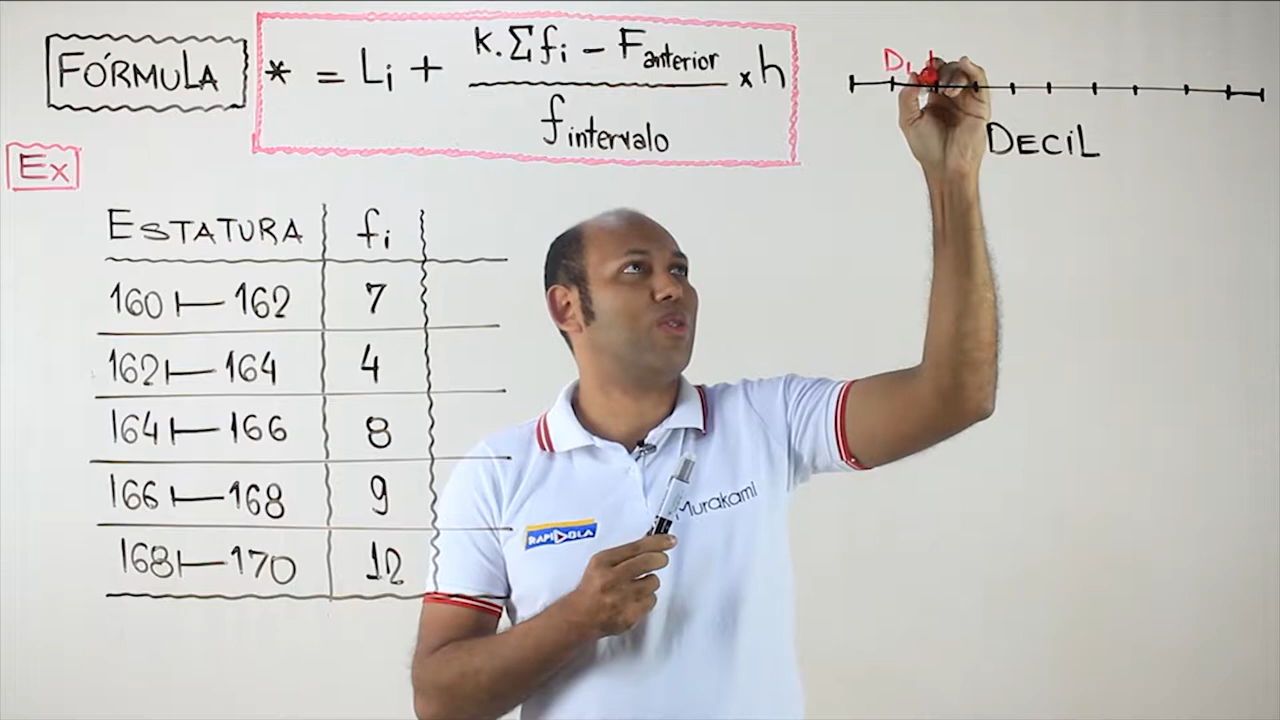 FÓRMULA * = Li + K.Σfi - Fanterior / fintervalo x h
Ex
ESTATURA fi
160 ⊢ 162 7
162 ⊢ 164 4
164 ⊢ 166 8
166 ⊢ 168 9
168 ⊢ 170 12
D1
DECIL
RAPIDOLA
Murakami